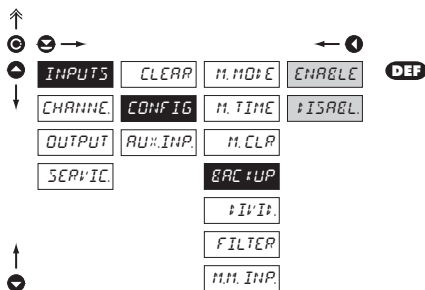 INPUTS CLEAR M. MODE ENABLE DEF
CHANNE. CONFIG M. TIME DISABL.
OUTPUT AUX.INP. M. CLR
SERVIC. BACKUP
DIVID.
FILTER
M.M. INP.